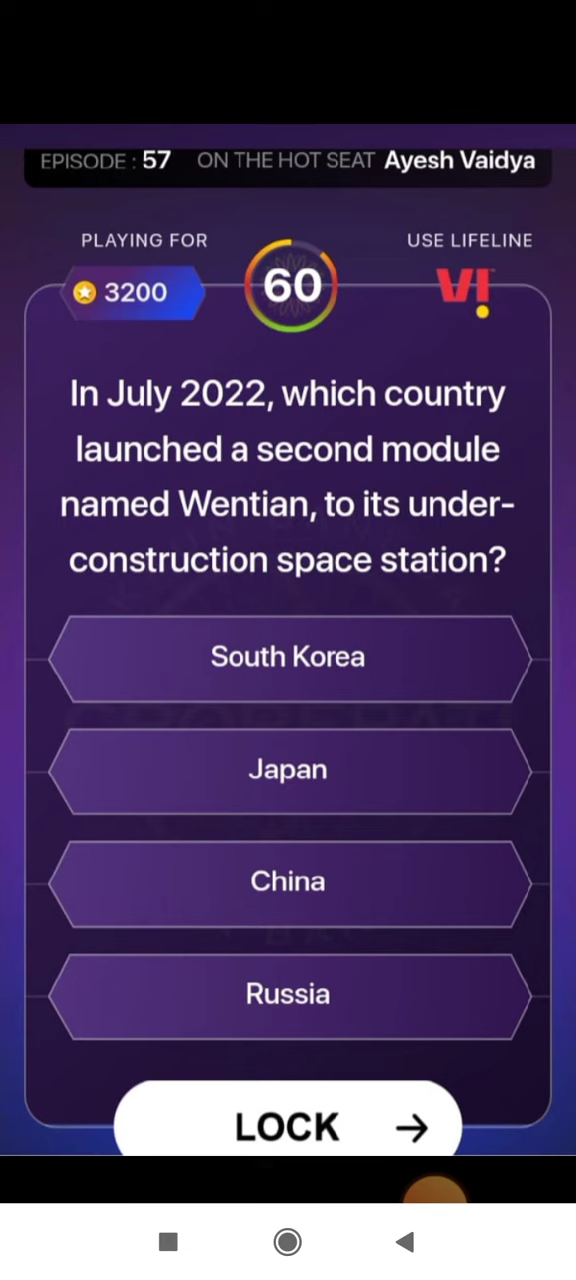 EPISODE : 57 ON THE HOT SEAT Ayesh Vaidya
PLAYING FOR
USE LIFELINE
3200
60
VI
In July 2022, which country
launched a second module
named Wentian, to its under-
construction space station?
South Korea
Japan
China
Russia
LOCK